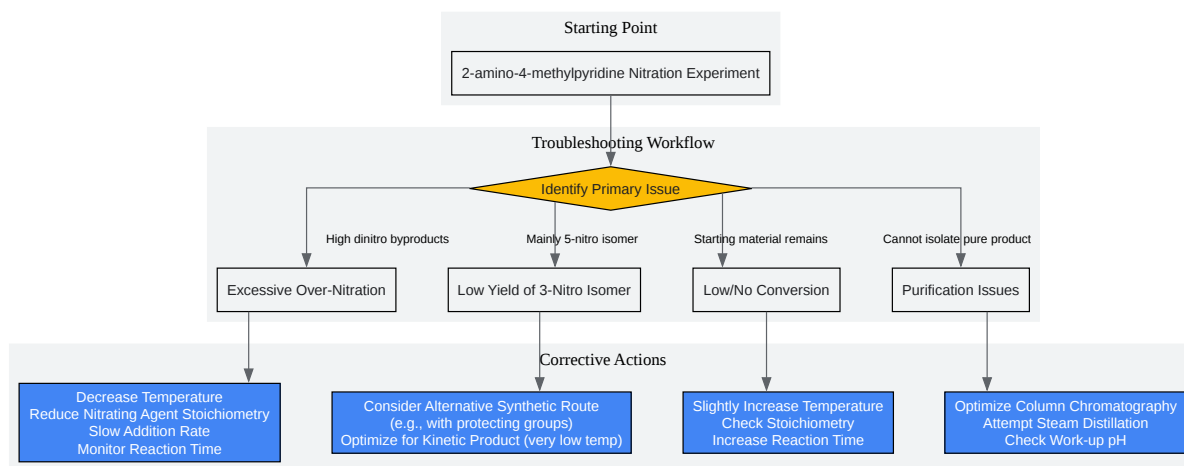 Starting Point
2-amino-4-methylpyridine Nitration Experiment
Troubleshooting Workflow
Identify Primary Issue
High dinitro byproducts
Mainly 5-nitro isomer
Starting material remains
Cannot isolate pure product
Excessive Over-Nitration
Low Yield of 3-Nitro Isomer
Low/No Conversion
Purification Issues
Corrective Actions
Decrease Temperature
Reduce Nitrating Agent Stoichiometry
Slow Addition Rate
Monitor Reaction Time
Consider Alternative Synthetic Route
(e.g., with protecting groups)
Optimize for Kinetic Product (very low temp)
Slightly Increase Temperature
Check Stoichiometry
Increase Reaction Time
Optimize Column Chromatography
Attempt Steam Distillation
Check Work-up pH